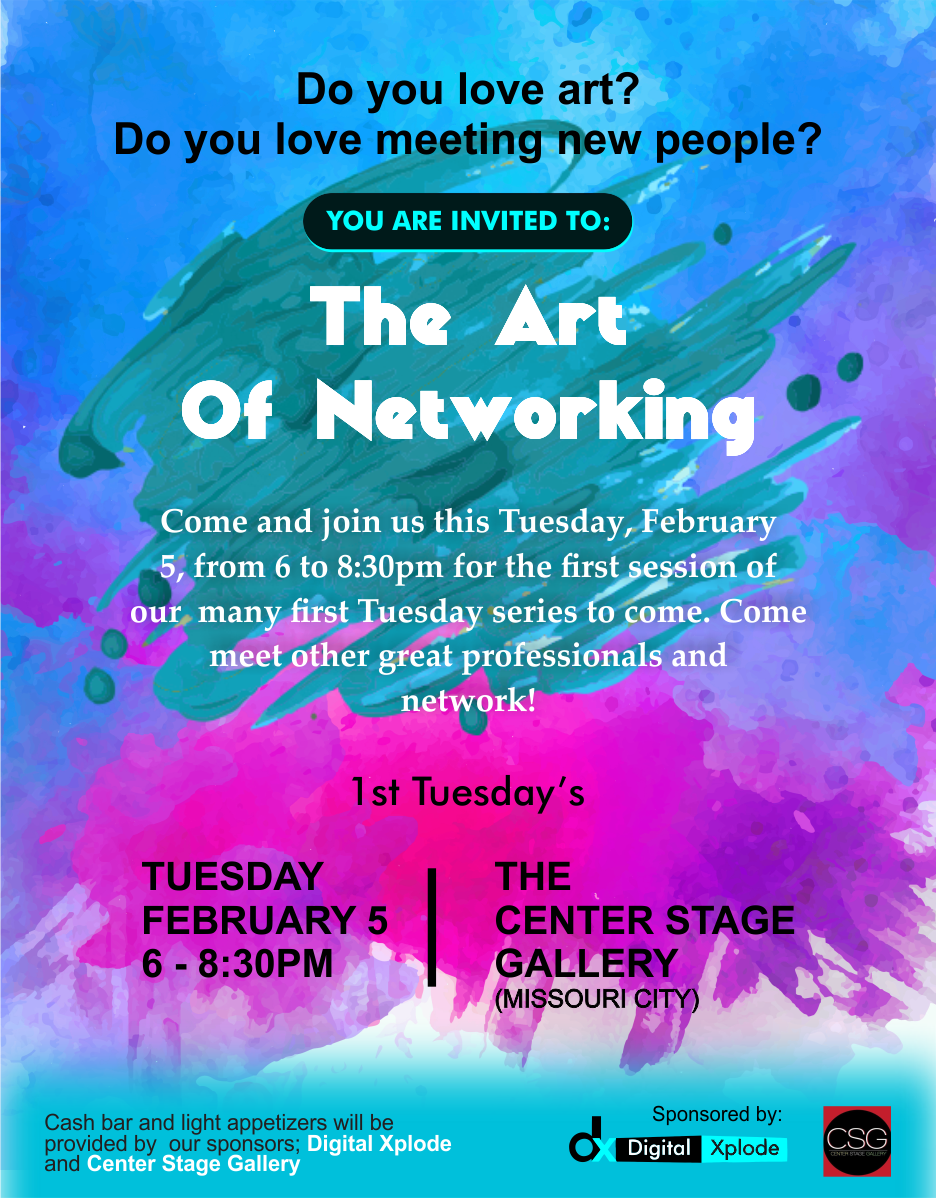 Do you love art?
Do you love meeting new people?
YOU ARE INVITED TO:
The Art
Of Networking
Come and join us this Tuesday, February
5, from 6 to 8:30pm for the first session of
our  many first Tuesday series to come. Come
meet other great professionals and
network!
1st Tuesday’s
TUESDAY
FEBRUARY 5
6 - 8:30PM
THE
CENTER STAGE
GALLERY
(MISSOURI CITY)
Cash bar and light appetizers will be
provided by  our sponsors; Digital Xplode
and Center Stage Gallery
Sponsored by:
dx Digital Xplode
CSG
CENTER STAGE GALLERY